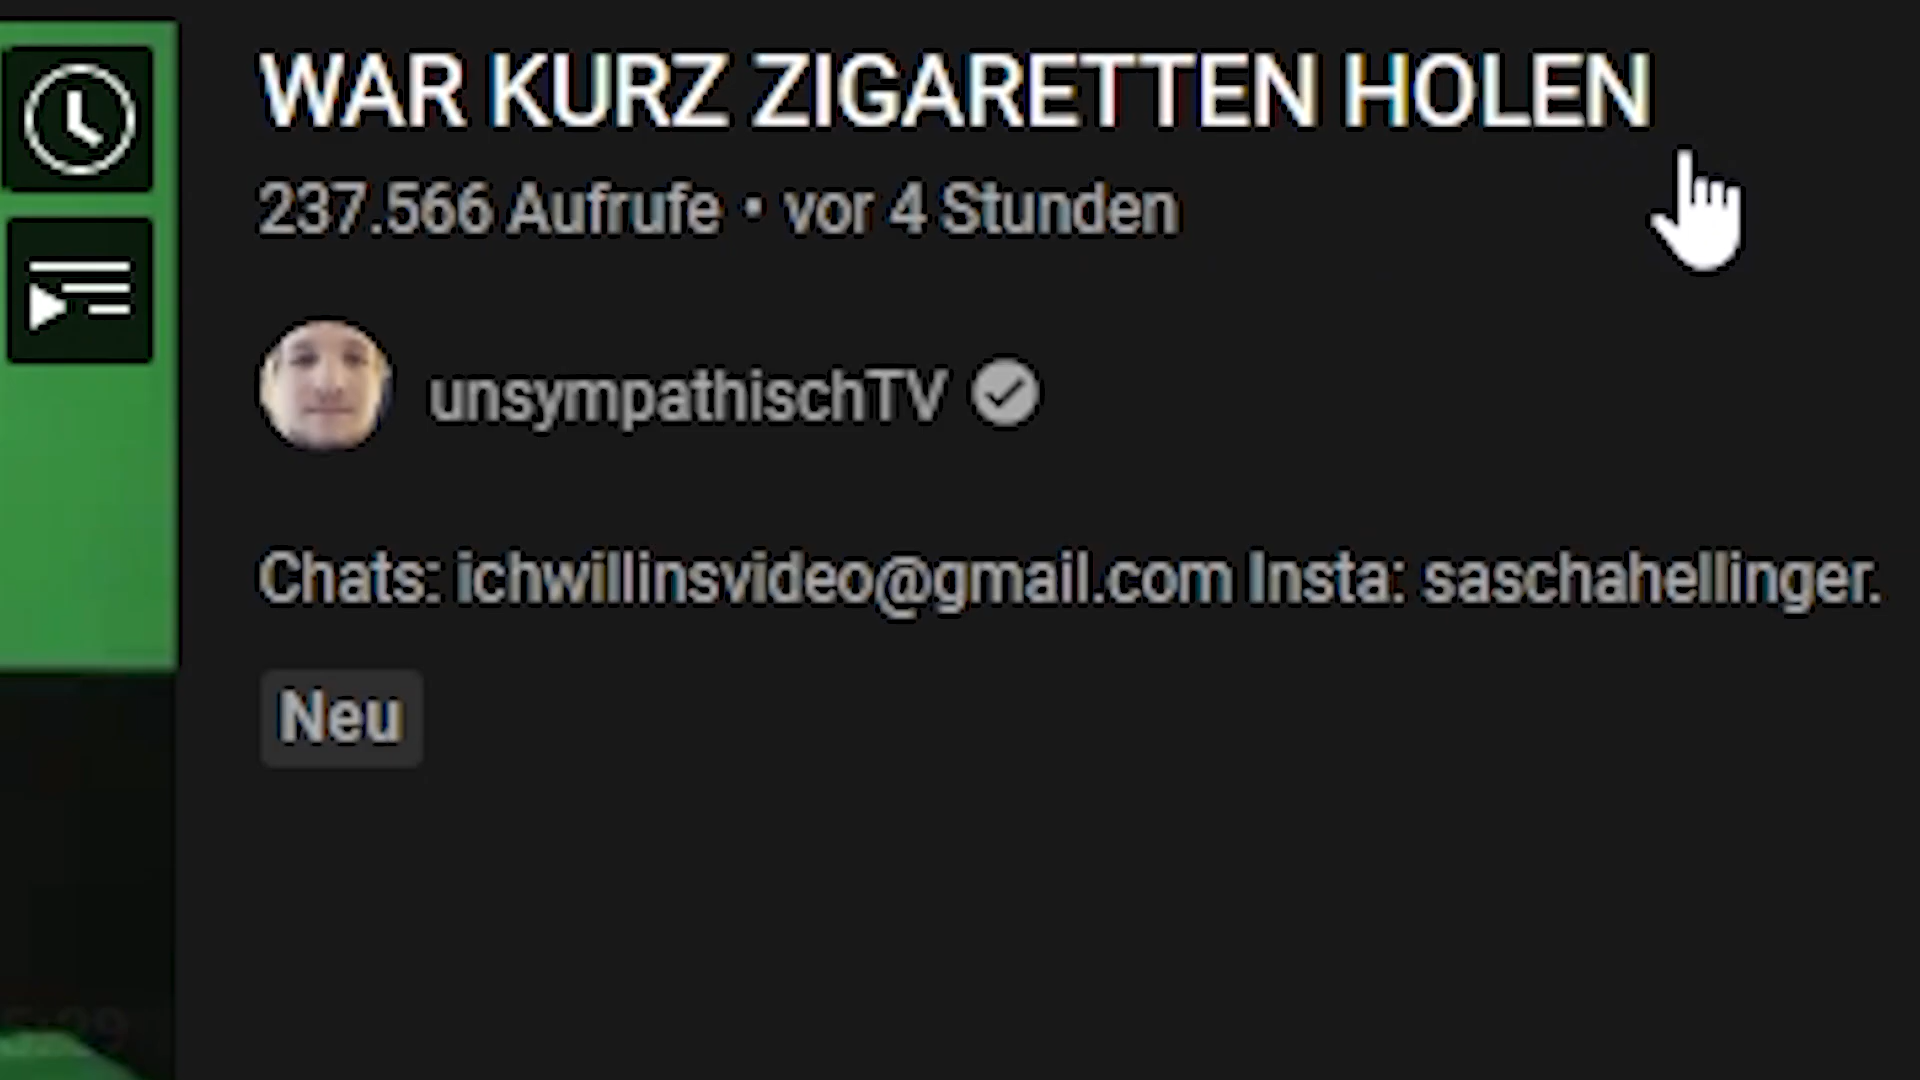 WAR KURZ ZIGARETTEN HOLEN
237.566 Aufrufe • vor 4 Stunden
unsympathischTV
Chats: ichwillinsvideo@gmail.com Insta: saschahellinger.
Neu